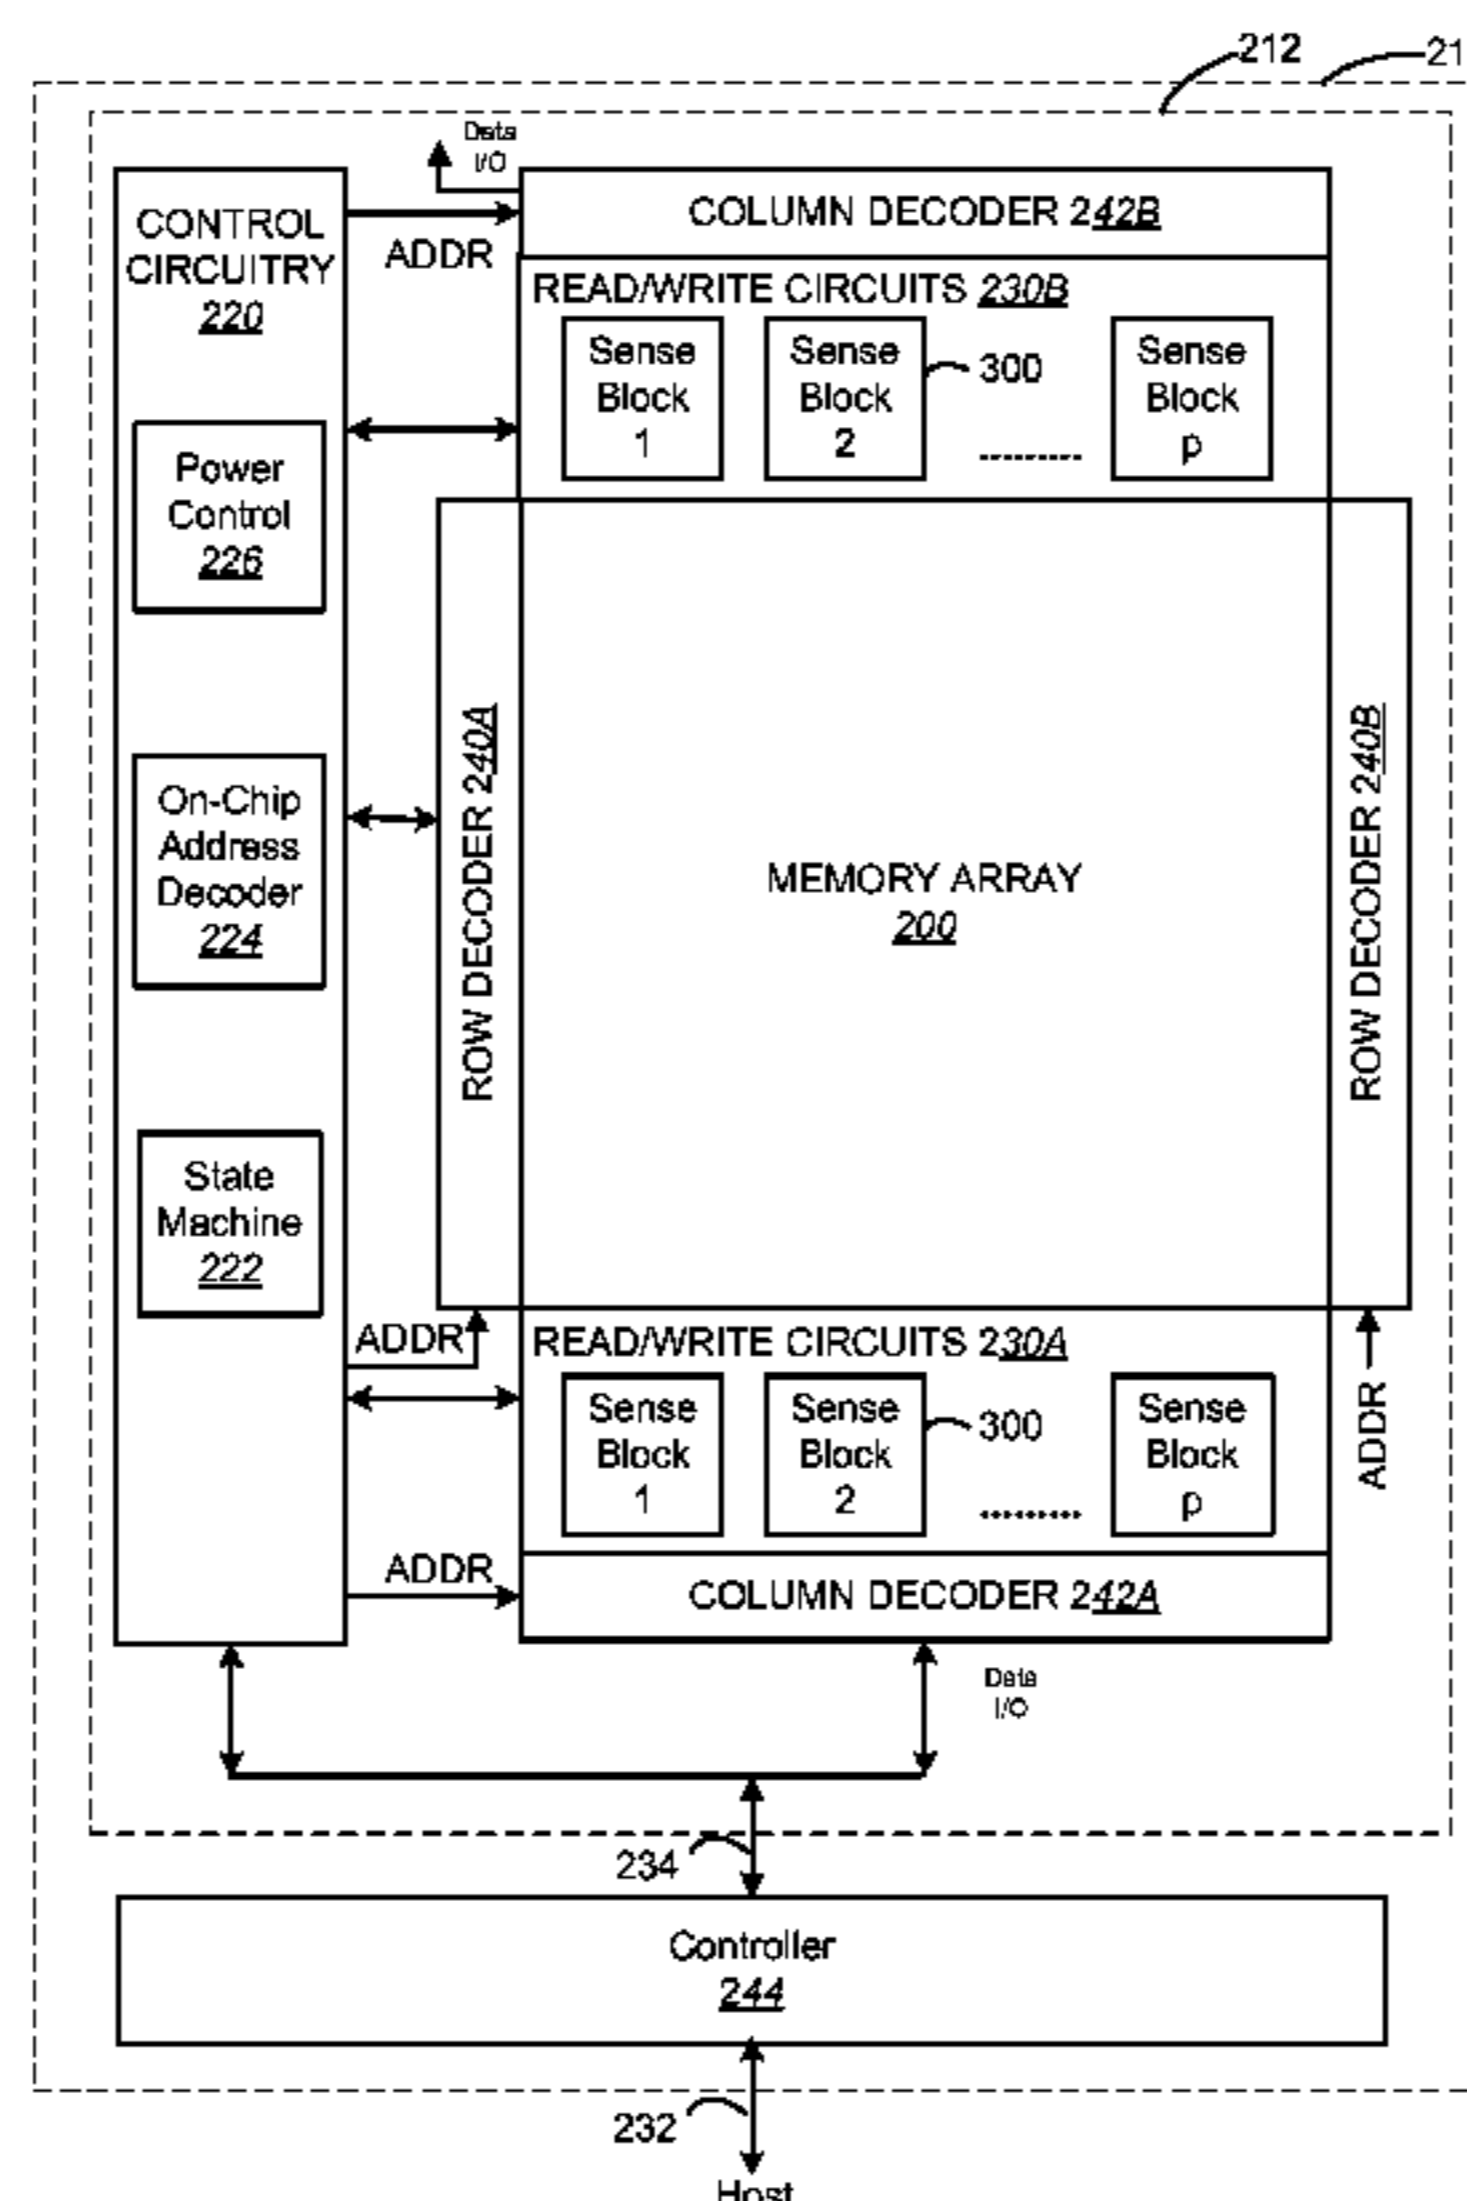 212
21
Data
I/O
CONTROL
CIRCUITRY
220
ADDR
COLUMN DECODER 242B
READ/WRITE CIRCUITS 230B
Sense
Block
1
Sense
Block
2
300
.........
Sense
Block
p
Power
Control
226
On-Chip
Address
Decoder
224
State
Machine
222
ROW DECODER 240A
MEMORY ARRAY
200
ROW DECODER 240B
ADDR
READ/WRITE CIRCUITS 230A
Sense
Block
1
Sense
Block
2
300
.........
Sense
Block
p
ADDR
ADDR
COLUMN DECODER 242A
Data
I/O
234
Controller
244
232
Host